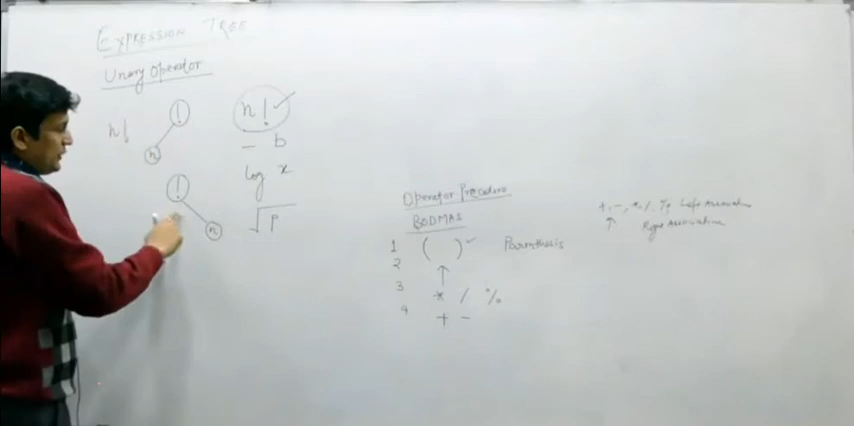 EXPRESSION TREE
Unary operator
n! ! n
! n
n!
- b
log x
√p
Operator Precedence
BODMAS
1 ( ) Parenthesis
2 ↑
3 * / %
4 + -
+, -, *, /, % Left Associative
↑ Right Associative